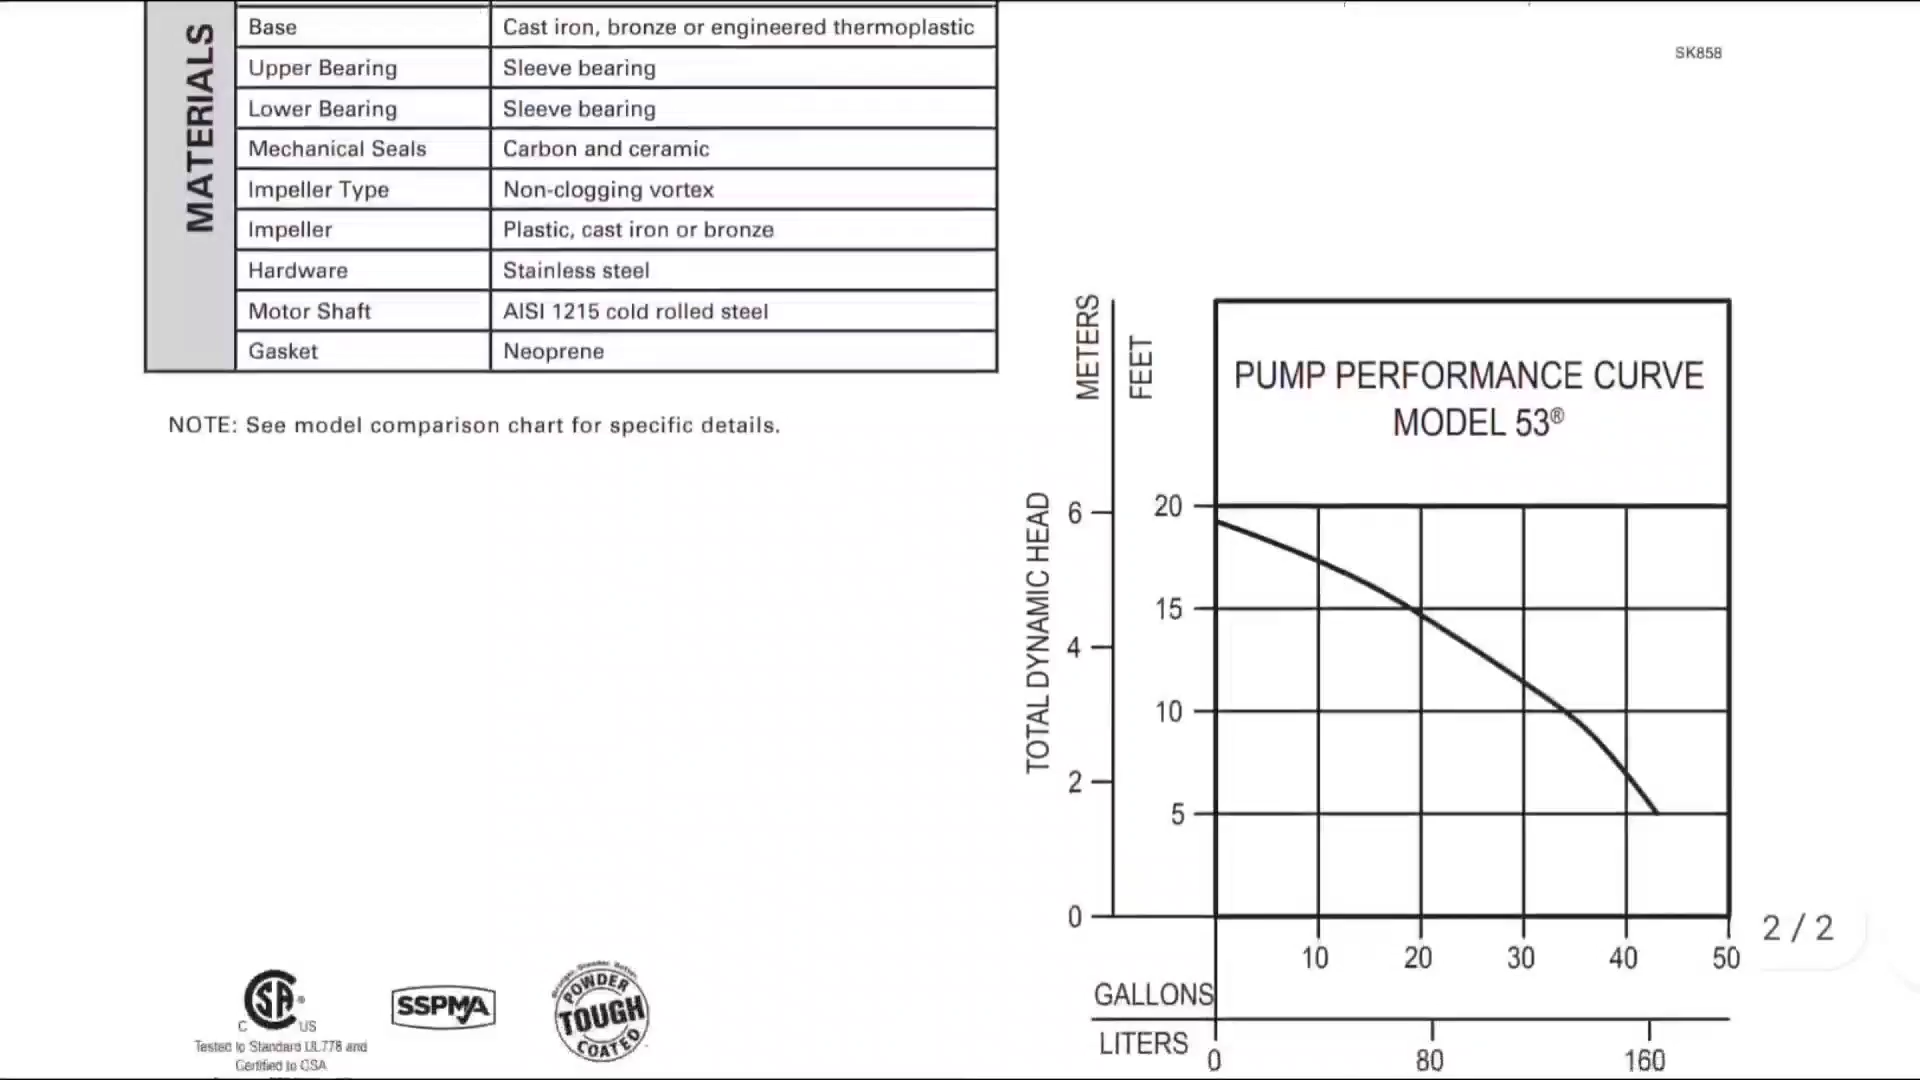 MATERIALS
Base Cast iron, bronze or engineered thermoplastic
Upper Bearing Sleeve bearing
Lower Bearing Sleeve bearing
Mechanical Seals Carbon and ceramic
Impeller Type Non-clogging vortex
Impeller Plastic, cast iron or bronze
Hardware Stainless steel
Motor Shaft AISI 1215 cold rolled steel
Gasket Neoprene
NOTE: See model comparison chart for specific details.
SK858
PUMP PERFORMANCE CURVE
MODEL 53®
METERS
FEET
TOTAL DYNAMIC HEAD
6
4
2
0
20
15
10
5
10 20 30 40 50
GALLONS
LITERS
0 80 160
2 / 2
CSA®
C US
Tested to Standard UL778 and
Certified to CSA
SSPMA
POWDER
TOUGH
COATED